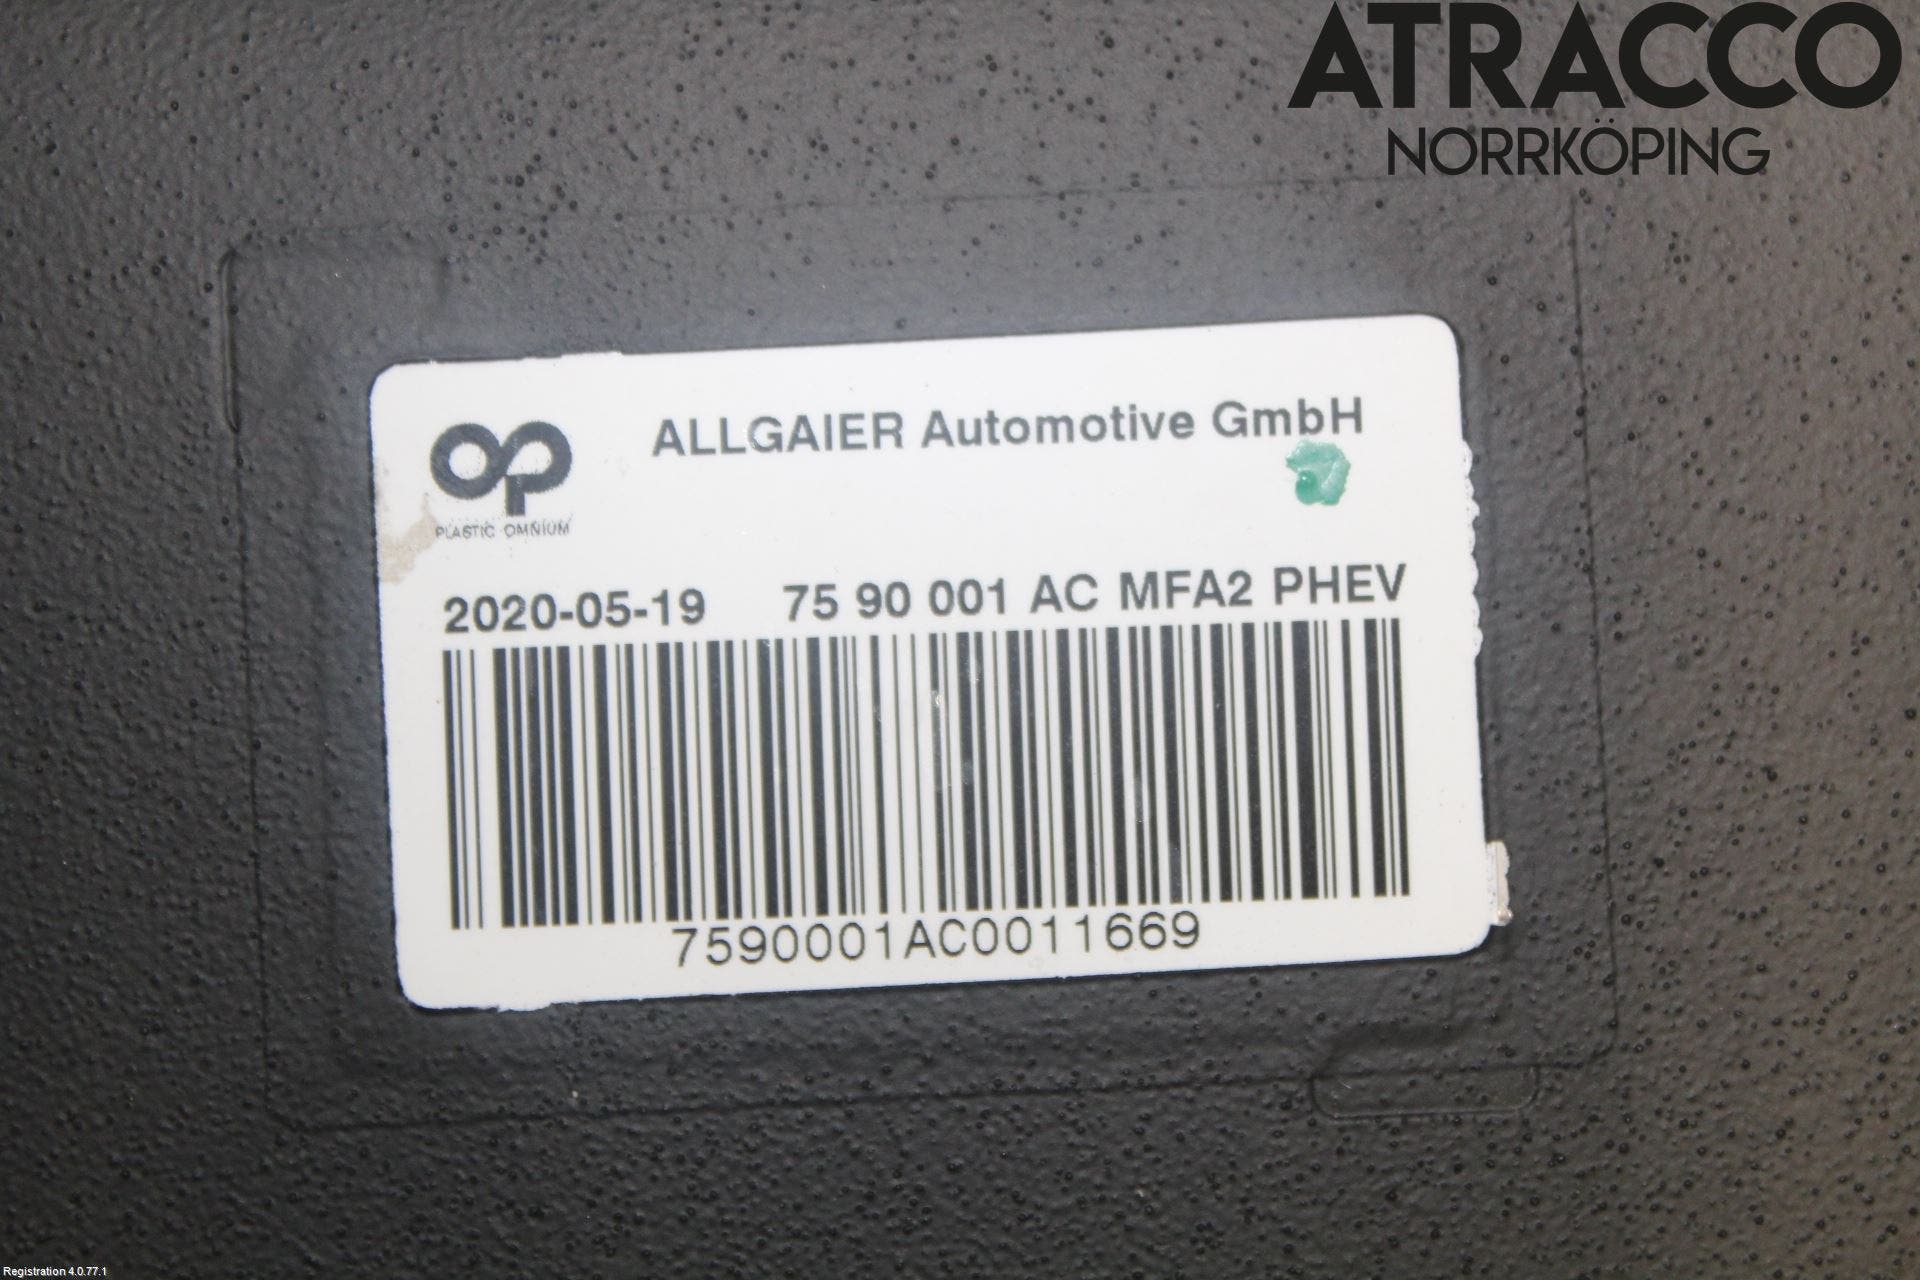 ATRACCO
NORRKÖPING
ALLGAIER Automotive GmbH
PLASTIC OMNIUM
2020-05-19 75 90 001 AC MFA2 PHEV
7590001AC0011669
Registration 4.0.77.1